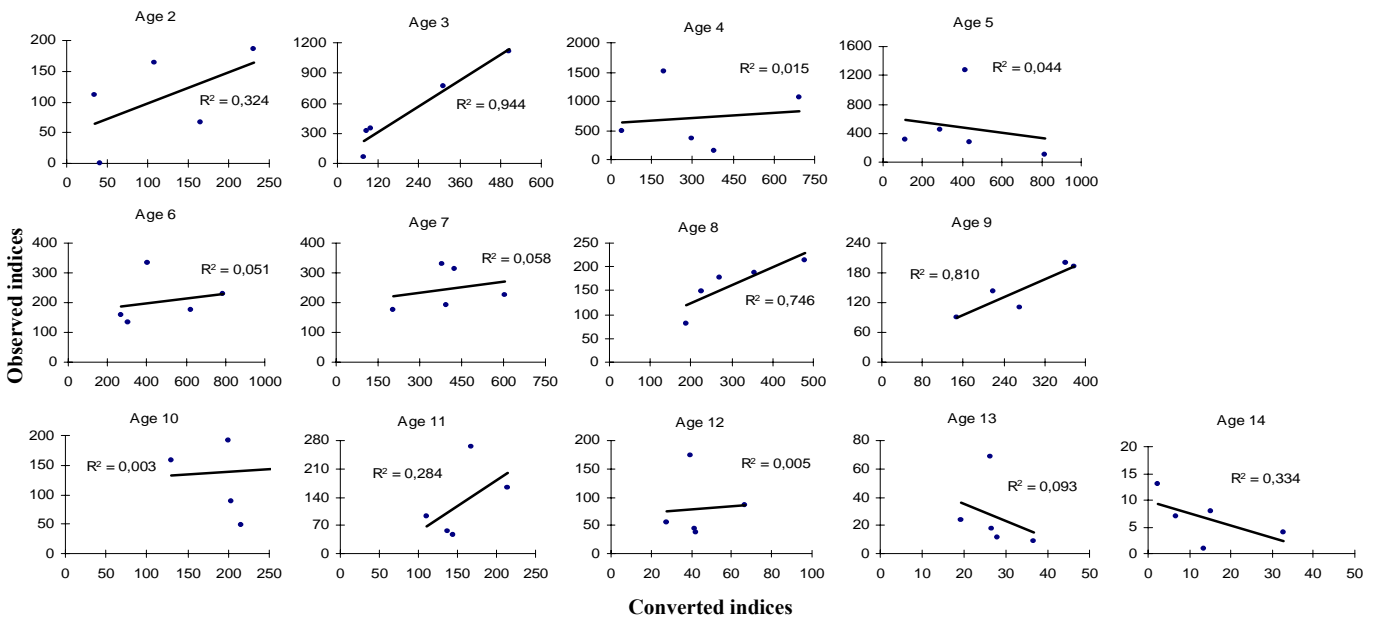 Age 2
200
150
100
50
0
R² = 0,324
0 50 100 150 200 250
Age 3
1200
900
600
300
0
R² = 0,944
0 120 240 360 480 600
Age 4
2000
1500
1000
500
0
R² = 0,015
0 150 300 450 600 750
Age 5
1600
1200
800
400
0
R² = 0,044
0 200 400 600 800 1000
Observed indices
Age 6
400
300
200
100
0
R² = 0,051
0 200 400 600 800 1000
Age 7
400
300
200
100
0
R² = 0,058
0 150 300 450 600 750
Age 8
250
200
150
100
50
0
R² = 0,746
0 100 200 300 400 500
Age 9
240
180
120
60
0
R² = 0,810
0 80 160 240 320 400
Age 10
200
150
100
50
0
R² = 0,003
0 50 100 150 200 250
Age 11
280
210
140
70
0
R² = 0,284
0 50 100 150 200 250
Age 12
200
150
100
50
0
R² = 0,005
0 20 40 60 80 100
Age 13
80
60
40
20
0
R² = 0,093
0 10 20 30 40 50
Age 14
20
15
10
5
0
R² = 0,334
0 10 20 30 40 50
Converted indices